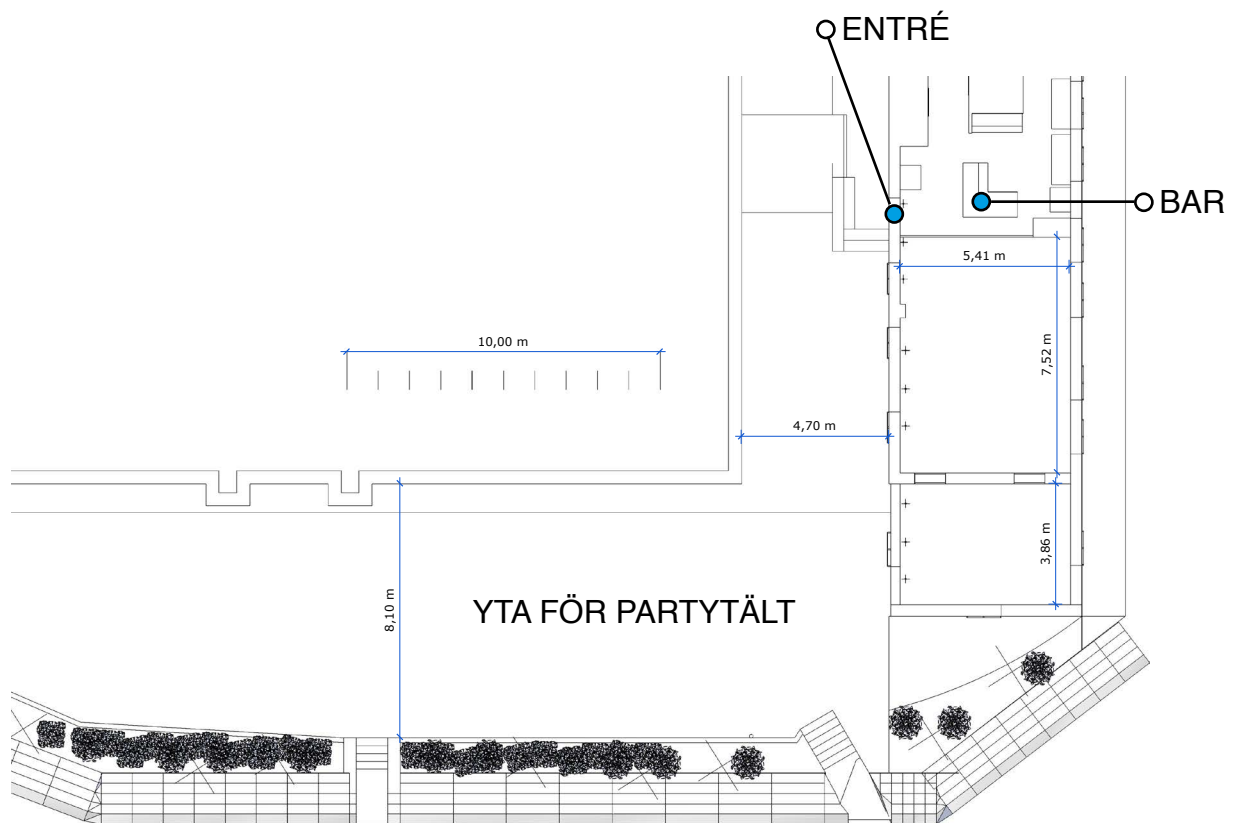 ENTRÉ
BAR
5,41 m
7,52 m
10,00 m
4,70 m
3,86 m
8,10 m
YTA FÖR PARTYTÄLT